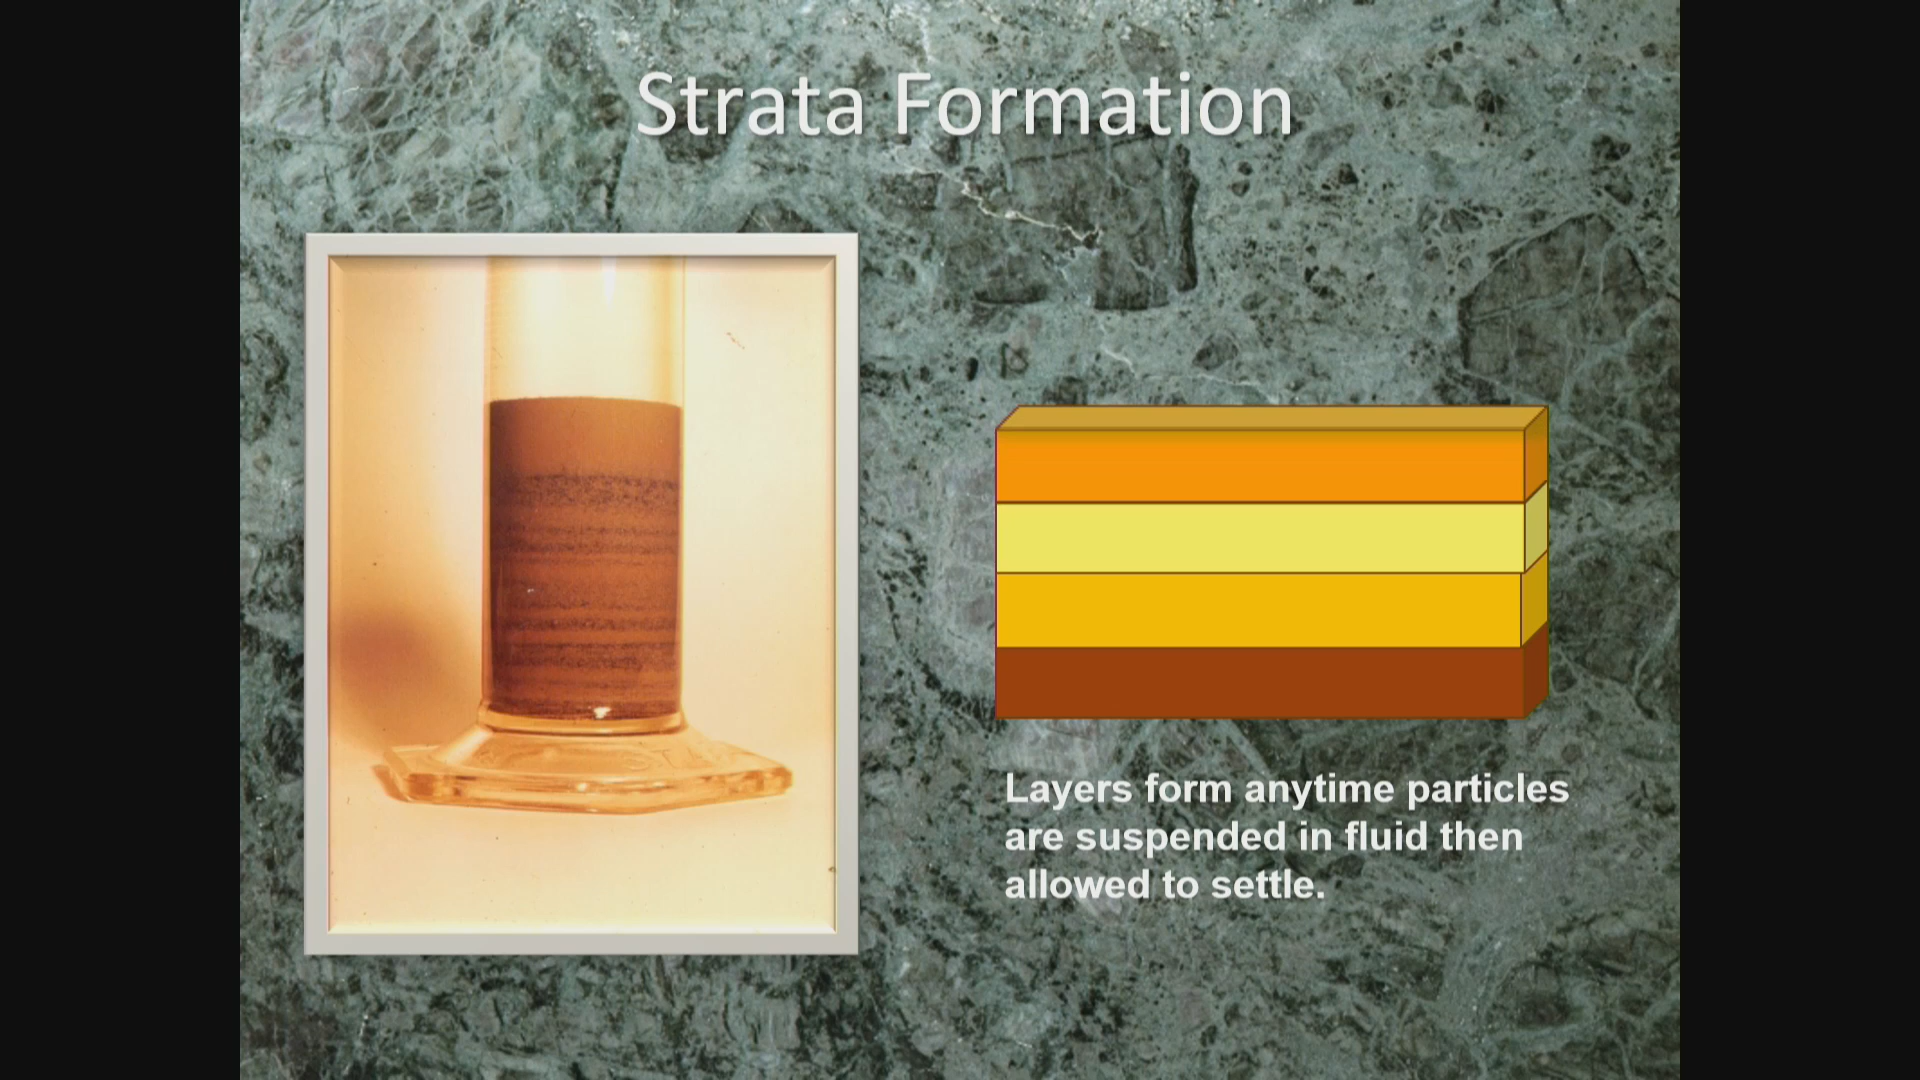 Strata Formation
Layers form anytime particles
are suspended in fluid then
allowed to settle.